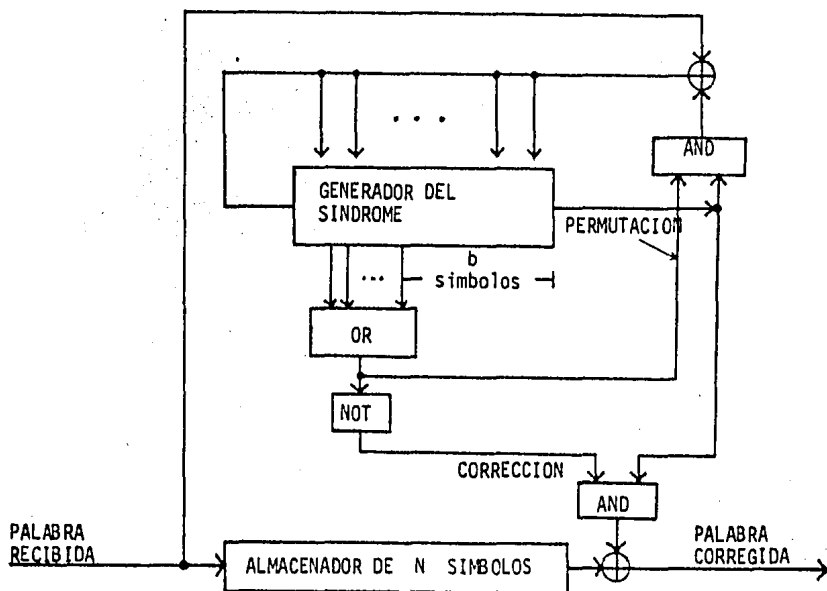 AND
GENERADOR DEL
SINDROME
PERMUTACION
b
... simbolos
OR
NOT
CORRECCION
AND
PALABRA
RECIBIDA
ALMACENADOR DE N SIMBOLOS
PALABRA
CORREGIDA